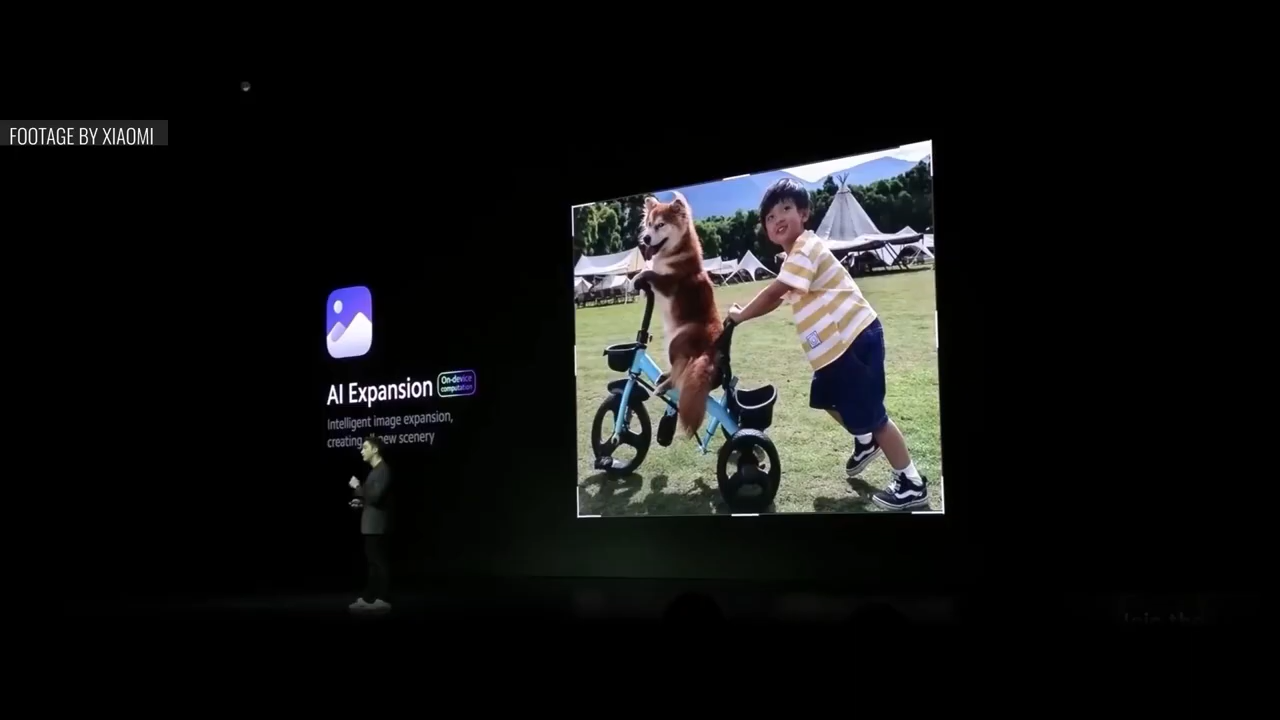 FOOTAGE BY XIAOMI
AI Expansion
On-device
computation
Intelligent image expansion,
creating new scenery